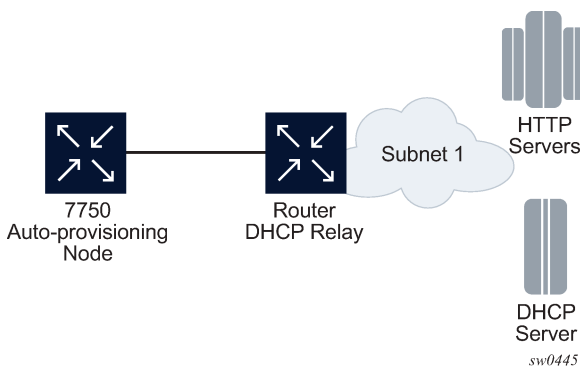 HTTP
Servers
Subnet 1
7750
Auto-provisioning
Node
Router
DHCP Relay
DHCP
Server
sw0445